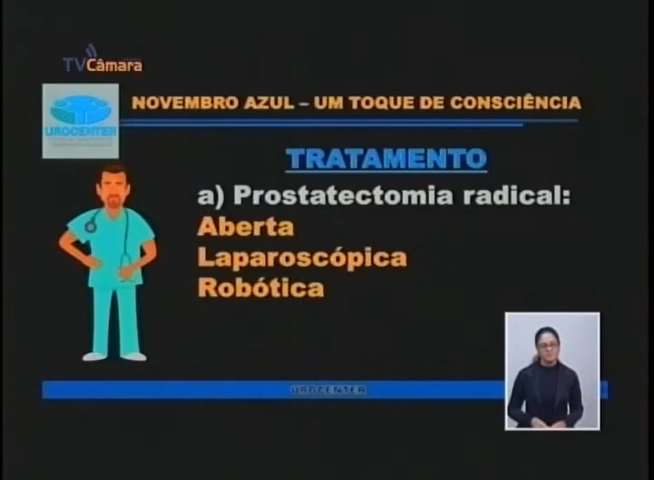 TVCâmara
NOVEMBRO AZUL – UM TOQUE DE CONSCIÊNCIA
UROCENTER
TRATAMENTO
a) Prostatectomia radical:
Aberta
Laparoscópica
Robótica
UROCENTER